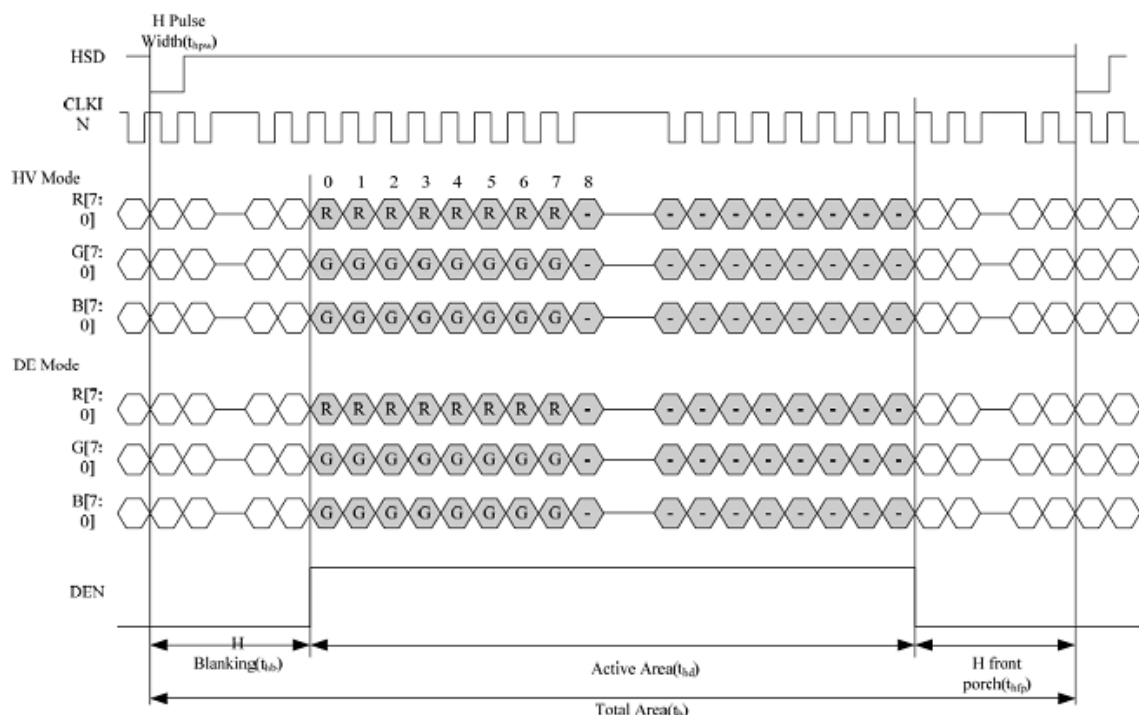 H Pulse
Width(thpw)
HSD
CLKI
N
HV Mode
0 1 2 3 4 5 6 7 8
R[7:
0]
R R R R R R R R - - - - - - - - -
G[7:
0]
G G G G G G G G - - - - - - - - -
B[7:
0]
G G G G G G G G - - - - - - - - -
DE Mode
R[7:
0]
R R R R R R R R - - - - - - - - -
G[7:
0]
G G G G G G G G - - - - - - - - -
B[7:
0]
G G G G G G G G - - - - - - - - -
DEN
H
Blanking(thb)
Active Area(thd)
H front
porch(thfp)
Total Area(th)